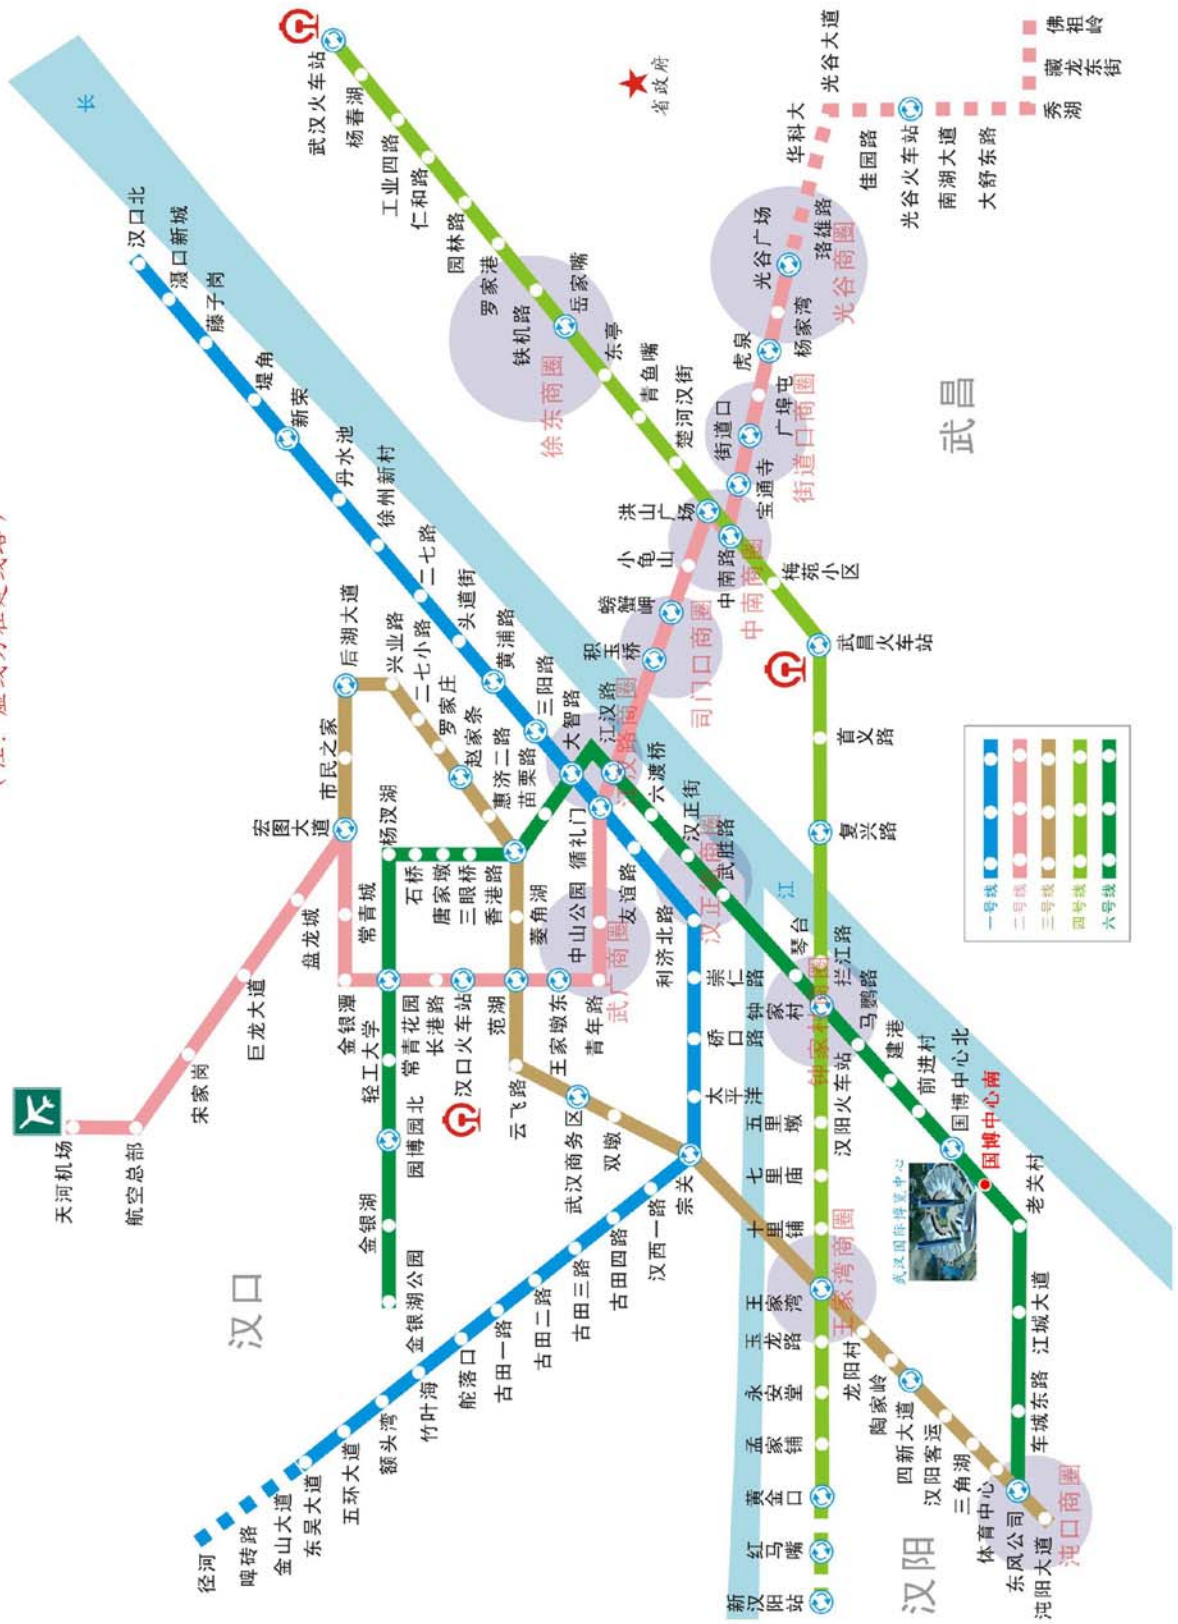 武汉火车站
杨春湖
工业四路
仁和路
园林路
罗家港
铁机路
岳家嘴
东亭
青鱼嘴
楚河汉街
洪山广场
中南路
梅苑小区
武昌火车站
首义路
复兴路
拦江路
钟家村
汉阳火车站
五里墩
七里庙
十里铺
王家湾
玉龙路
永安堂
孟家铺
黄金口
红马嘴
新汉阳站
汉口北
滠口新城
藤子岗
堤角
新荣
丹水池
徐州新村
二七路
头道街
黄浦路
三阳路
大智路
循礼门
友谊路
利济北路
崇仁路
硚口路
太平洋
宗关
汉西一路
古田四路
古田三路
古田二路
古田一路
舵落口
竹叶海
额头湾
五环大道
东吴大道
金山大道
啤砖路
径河
天河机场
航空总部
宋家岗
巨龙大道
盘龙城
宏图大道
常青城
金银潭
常青花园
长港路
汉口火车站
范湖
王家墩东
青年路
中山公园
江汉路
积玉桥
螃蟹岬
小龟山
宝通寺
街道口
广埠屯
虎泉
杨家湾
光谷广场
珞雄路
华科大
光谷大道
佳园路
光谷火车站
南湖大道
大舒东路
秀湖
藏龙东街
佛祖岭
后湖大道
市民之家
兴业路
二七小路
罗家庄
赵家条
惠济二路
香港路
菱角湖
云飞路
武汉商务区
双墩
龙阳村
陶家岭
四新大道
汉阳客运
三角湖
体育中心
东风公司
沌阳大道
金银湖公园
金银湖
园博园北
轻工大学
杨汊湖
石桥
唐家墩
三眼桥
苗栗路
六渡桥
汉正街
武胜路
琴台
马鹦路
建港
前进村
国博中心北
国博中心南
老关村
江城大道
车城东路
武汉国际博览中心
省政府
汉口
武昌
汉阳
长
江
徐东商圈
光谷商圈
街道口商圈
中南商圈
司门口商圈
江汉路商圈
武广商圈
汉正街商圈
钟家村商圈
王家湾商圈
沌口商圈
一号线
二号线
三号线
四号线
六号线